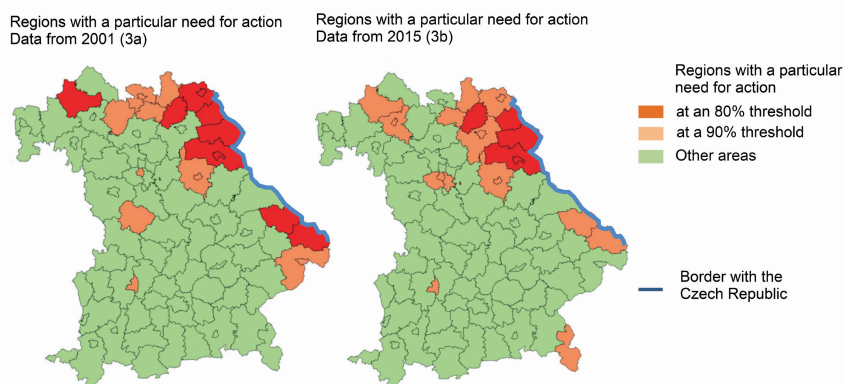 Regions with a particular need for action
Data from 2001 (3a)
Regions with a particular need for action
Data from 2015 (3b)
Regions with a particular
need for action
at an 80% threshold
at a 90% threshold
Other areas
Border with the
Czech Republic